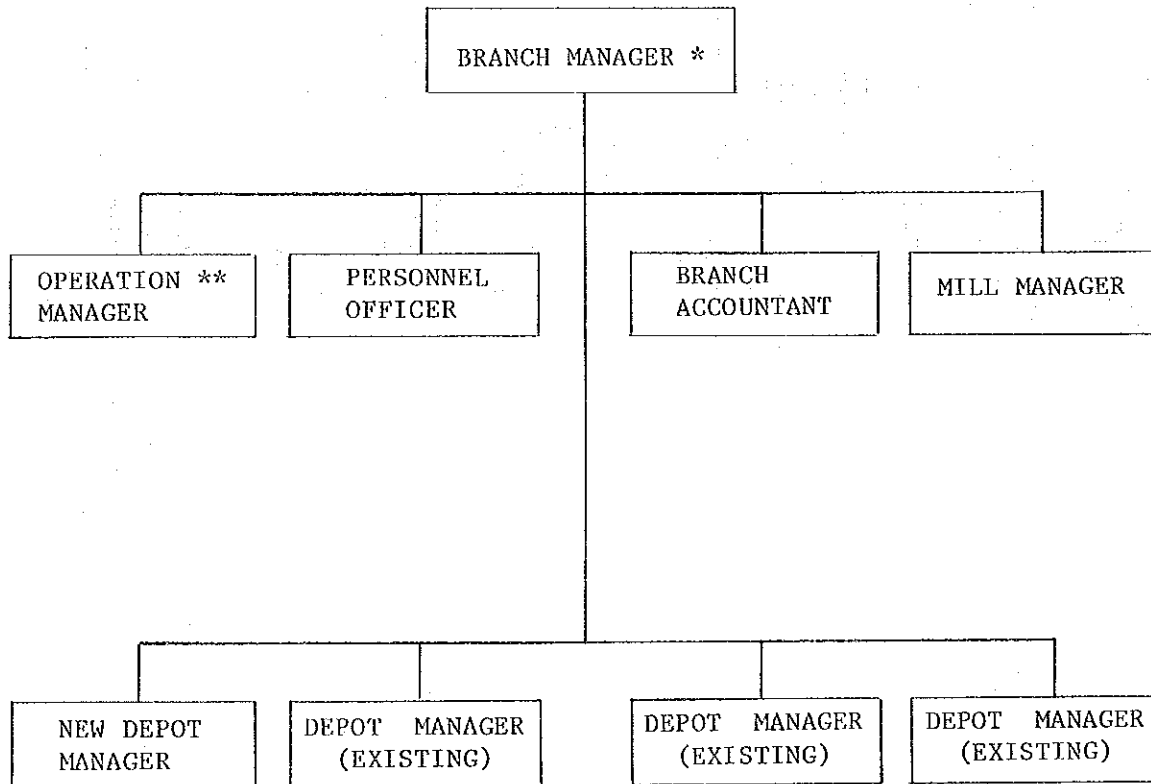 BRANCH MANAGER *
OPERATION **
MANAGER
PERSONNEL
OFFICER
BRANCH
ACCOUNTANT
MILL MANAGER
NEW DEPOT
MANAGER
DEPOT MANAGER
(EXISTING)
DEPOT MANAGER
(EXISTING)
DEPOT MANAGER
(EXISTING)